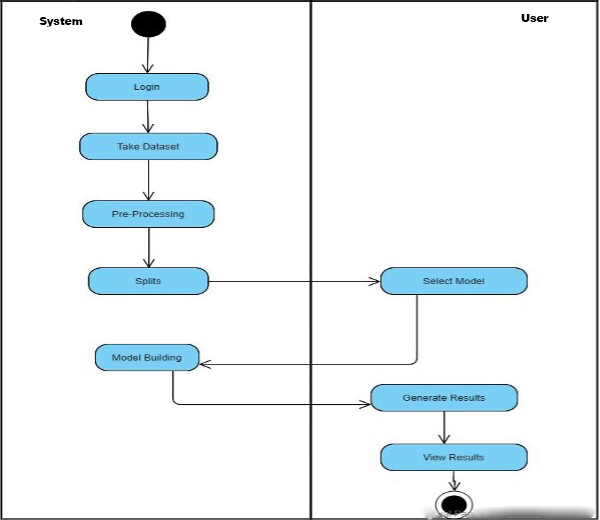 System
User
Login
Take Dataset
Pre-Processing
Splits
Select Model
Model Building
Generate Results
View Results